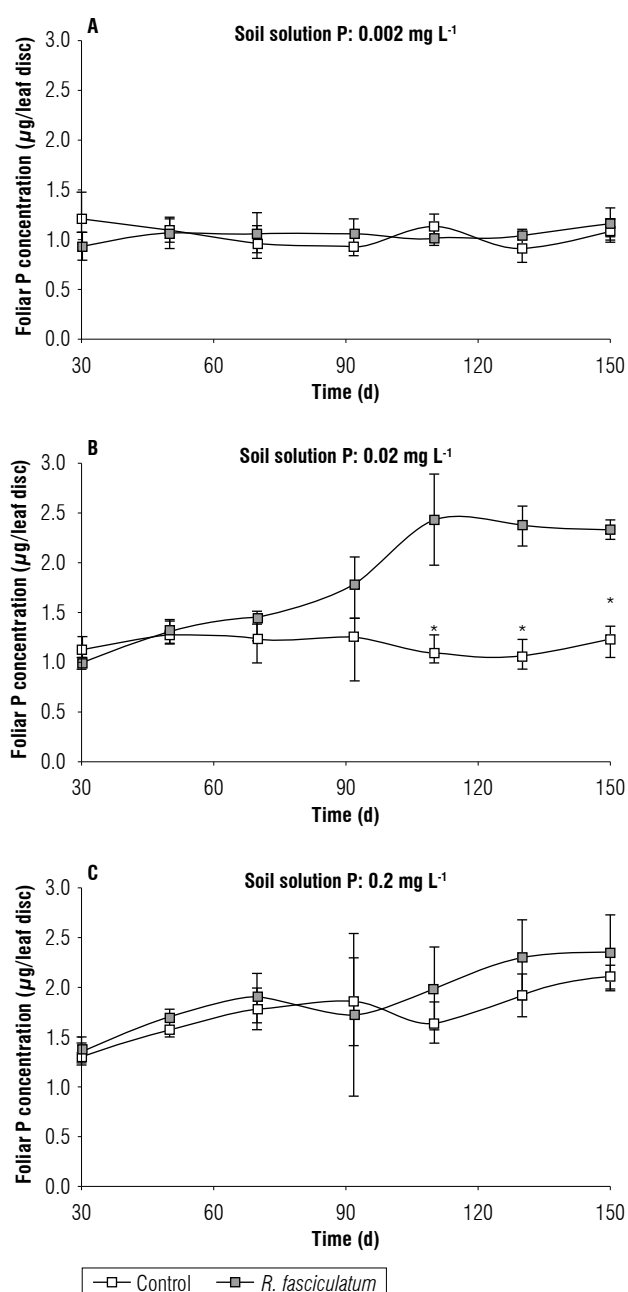 A
Soil solution P: 0.002 mg L-1
Foliar P concentration (µg/leaf disc)
3.0
2.5
2.0
1.5
1.0
0.5
0.0
30 60 90 120 150
Time (d)
B
Soil solution P: 0.02 mg L-1
Foliar P concentration (µg/leaf disc)
3.0
2.5
2.0
1.5
1.0
0.5
0.0
* * *
30 60 90 120 150
Time (d)
C
Soil solution P: 0.2 mg L-1
Foliar P concentration (µg/leaf disc)
3.0
2.5
2.0
1.5
1.0
0.5
0.0
30 60 90 120 150
Time (d)
Control R. fasciculatum